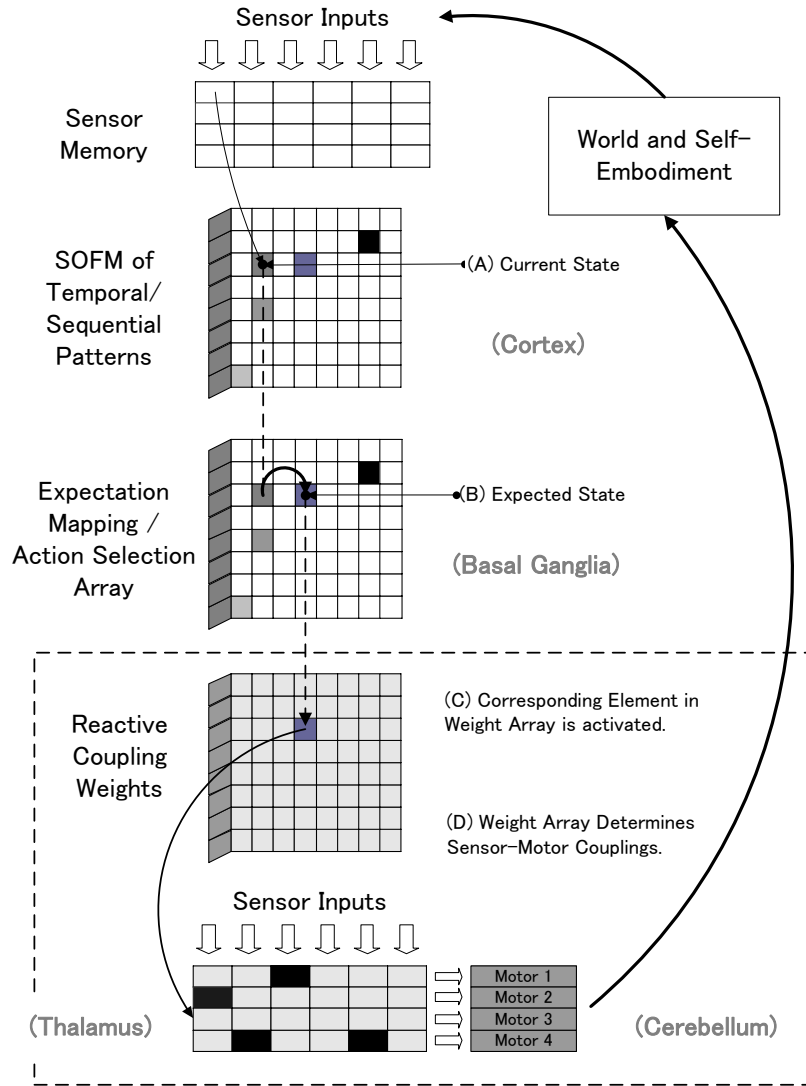 Sensor Inputs
Sensor
Memory
World and Self-
Embodiment
SOFM of
Temporal/
Sequential
Patterns
(A) Current State
(Cortex)
Expectation
Mapping /
Action Selection
Array
(B) Expected State
(Basal Ganglia)
Reactive
Coupling
Weights
(C) Corresponding Element in
Weight Array is activated.
(D) Weight Array Determines
Sensor-Motor Couplings.
Sensor Inputs
Motor 1
Motor 2
Motor 3
Motor 4
(Thalamus)
(Cerebellum)